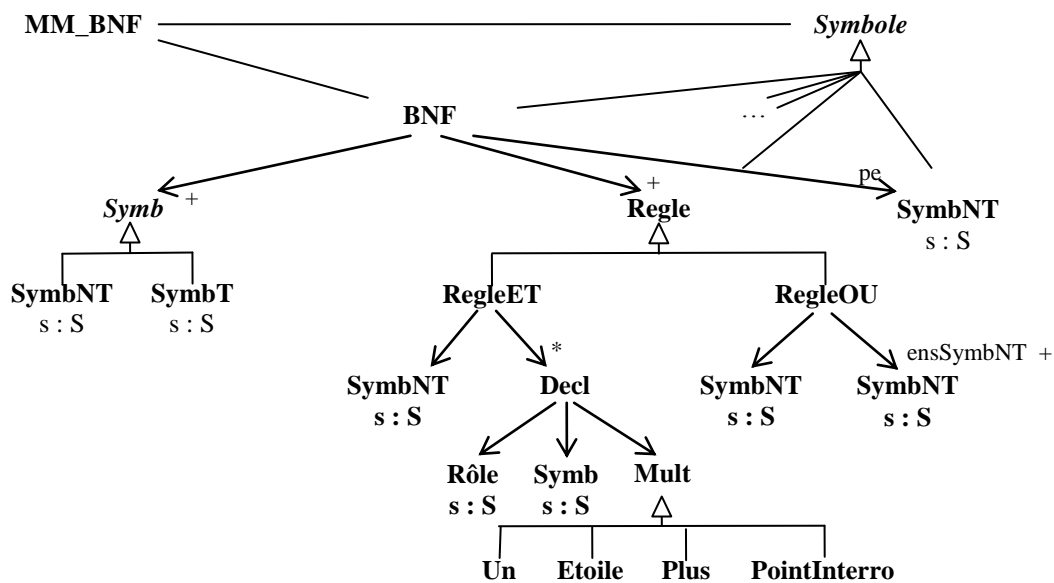 MM_BNF Symbole
BNF ...
pe
Symb + + Regle SymbNT
s : S
SymbNT SymbT RegleET RegleOU
s : S s : S
* ensSymbNT +
SymbNT Decl SymbNT SymbNT
s : S s : S s : S
Rôle Symb Mult
s : S s : S
Un Etoile Plus PointInterro